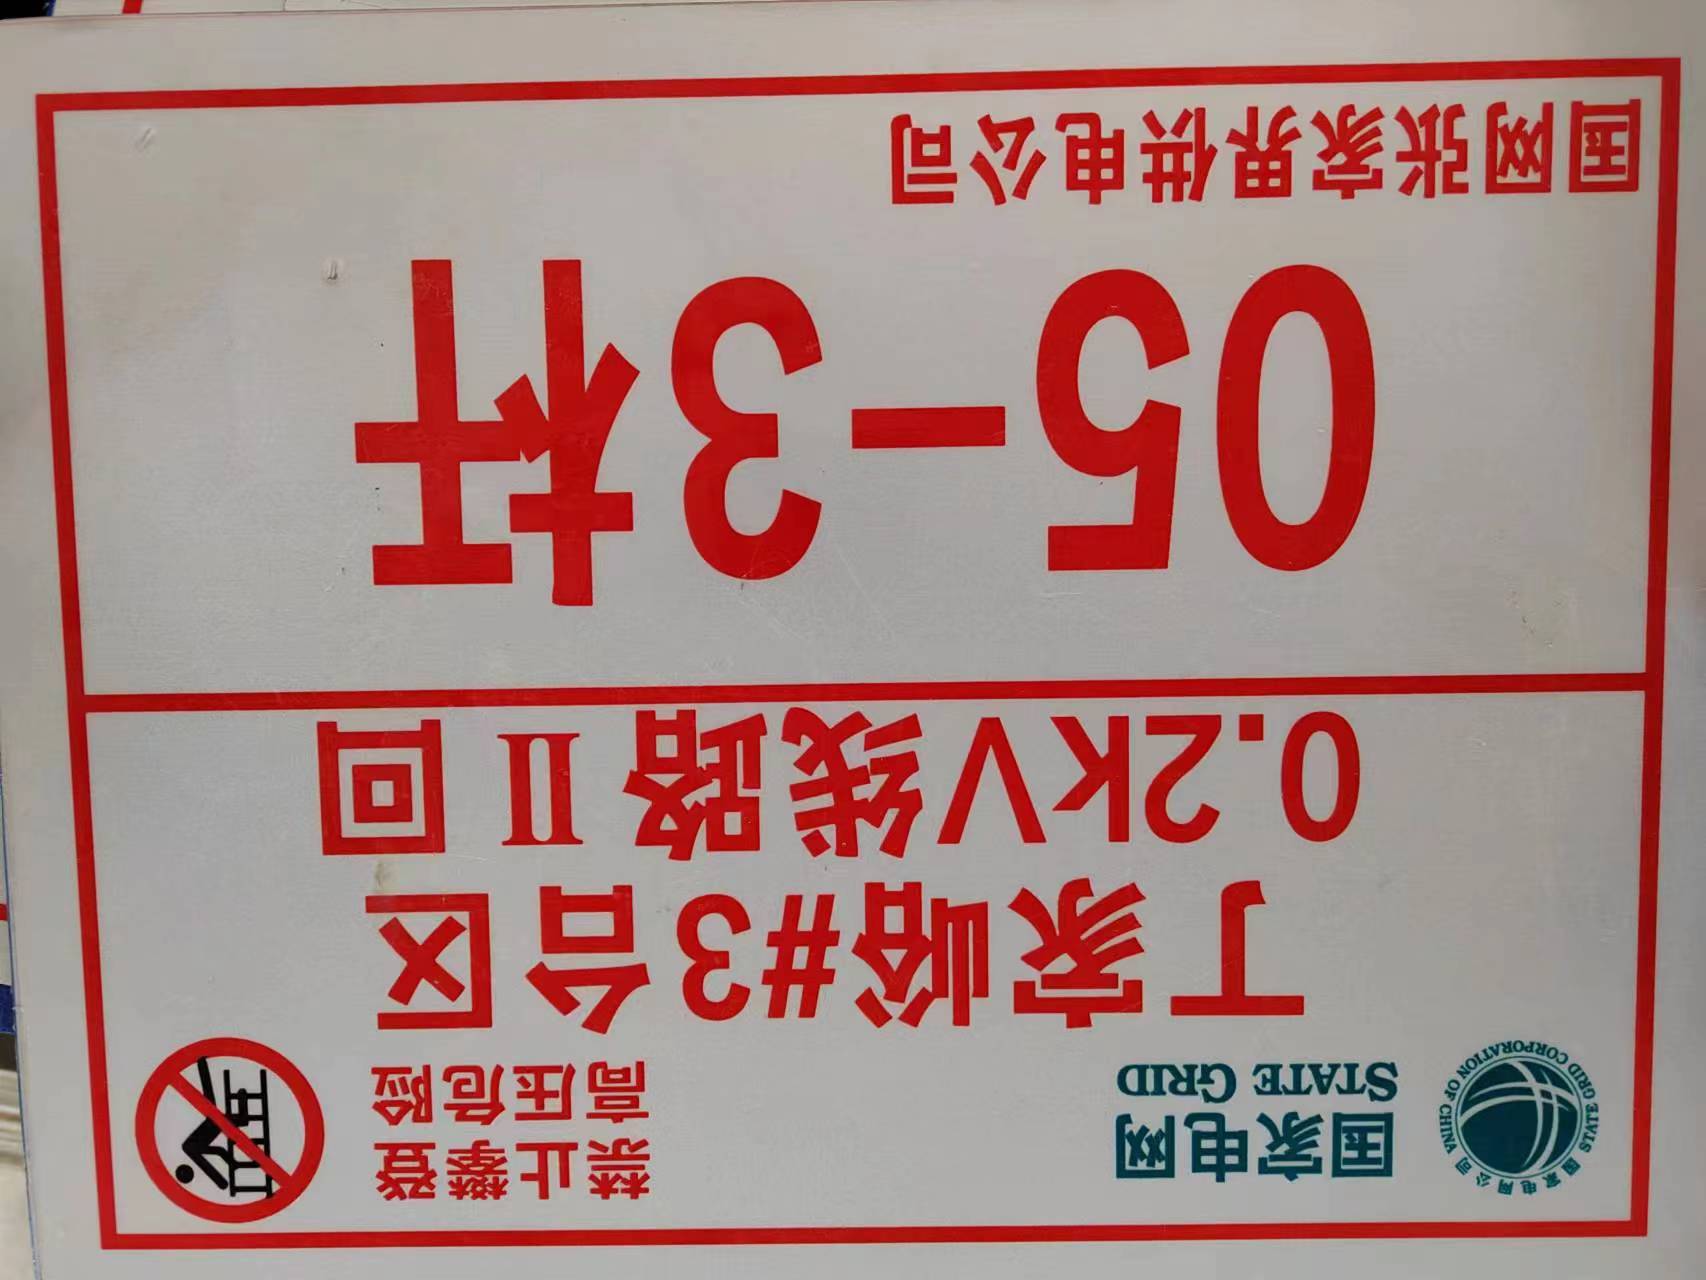 国家电网
STATE GRID
国家电网公司
STATE GRID CORPORATION OF CHINA
禁止攀登
高压危险
丁家峪#3台区
0.2kV线路Ⅱ回
05-3杆
国网张家界供电公司